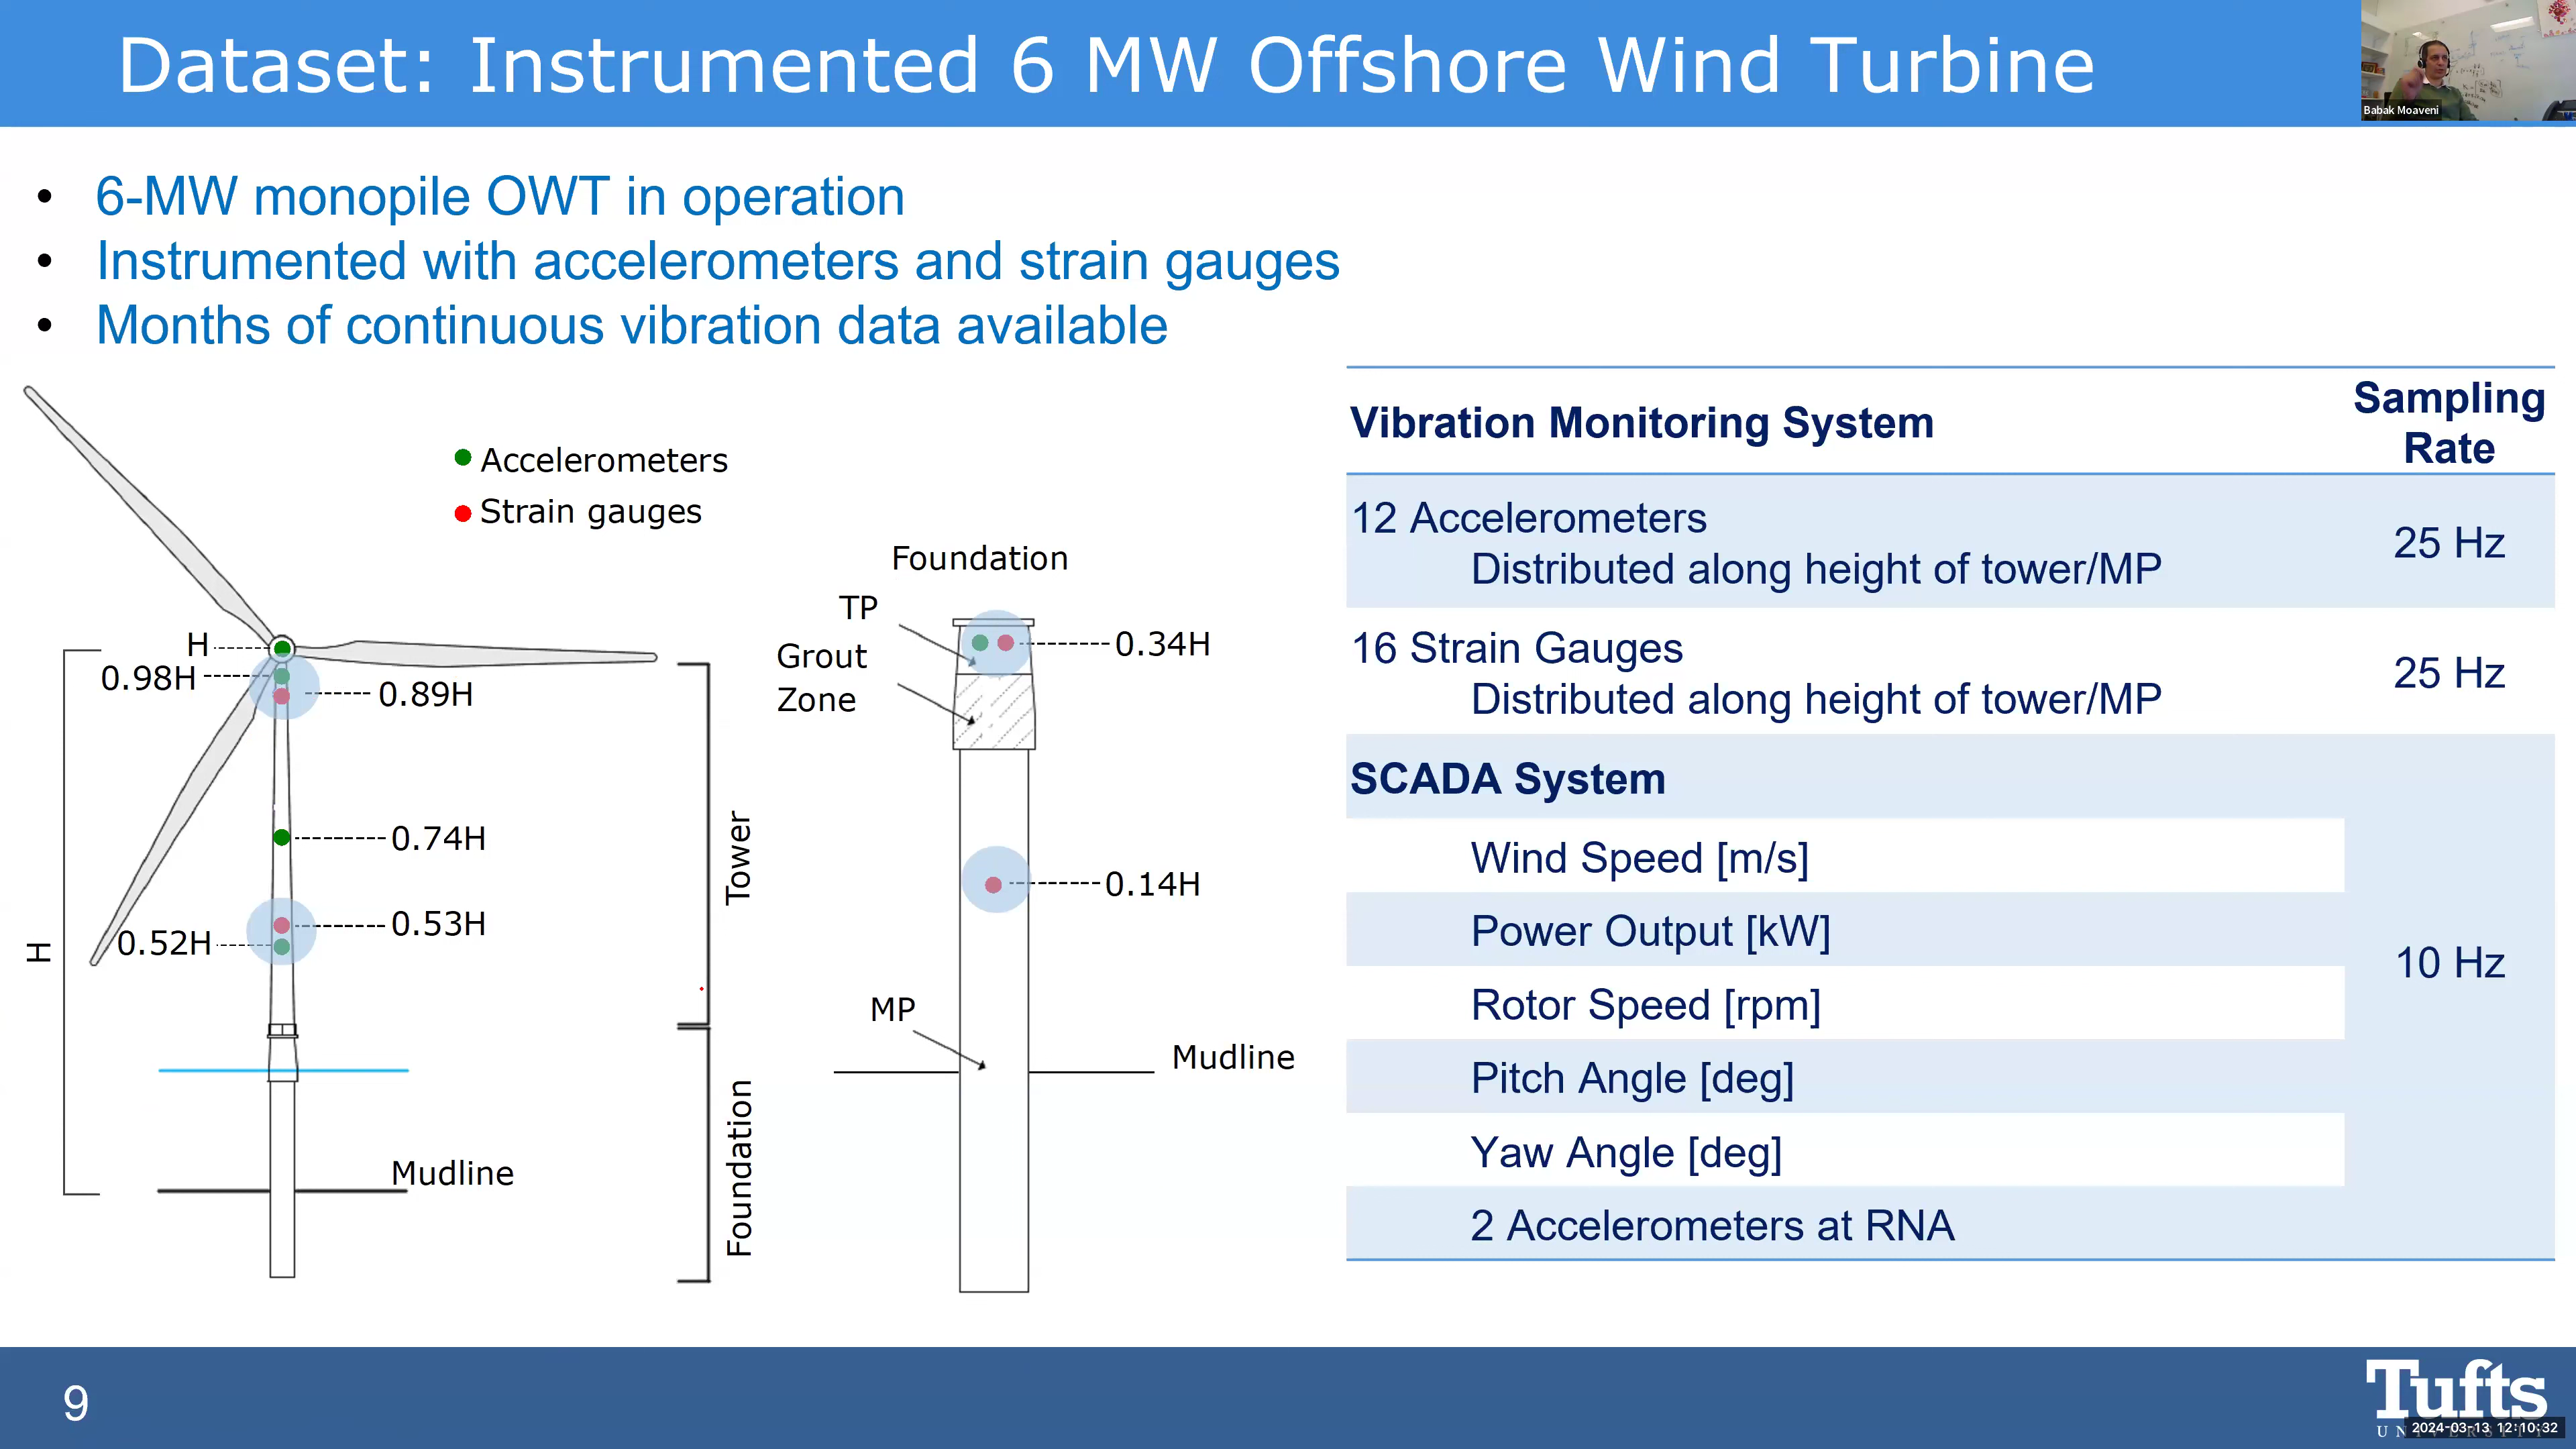 Dataset: Instrumented 6 MW Offshore Wind Turbine
Babak Moaveni
• 6-MW monopile OWT in operation
• Instrumented with accelerometers and strain gauges
• Months of continuous vibration data available
Accelerometers
Strain gauges
H
0.98H
0.89H
0.74H
0.53H
0.52H
H
Mudline
Tower
Foundation
Foundation
TP
Grout
Zone
0.34H
0.14H
MP
Mudline
Vibration Monitoring System
Sampling
Rate
12 Accelerometers
Distributed along height of tower/MP
25 Hz
16 Strain Gauges
Distributed along height of tower/MP
25 Hz
SCADA System
Wind Speed [m/s]
Power Output [kW]
Rotor Speed [rpm]
Pitch Angle [deg]
Yaw Angle [deg]
2 Accelerometers at RNA
10 Hz
9
Tufts
2024-03-13 12:10:32